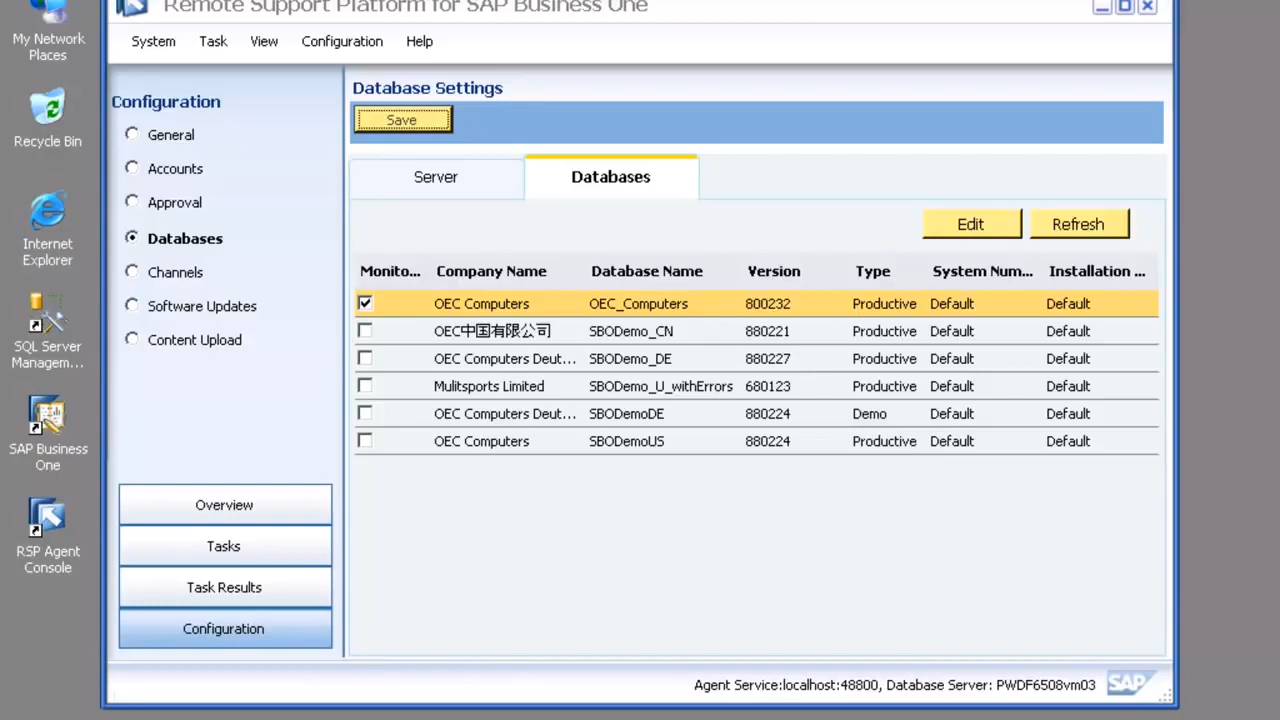 Remote Support Platform for SAP Business One
My Network
Places
Recycle Bin
Internet
Explorer
SQL Server
Managem...
SAP Business
One
RSP Agent
Console
System Task View Configuration Help
Configuration
General
Accounts
Approval
Databases
Channels
Software Updates
Content Upload
Overview
Tasks
Task Results
Configuration
Database Settings
Save
Server Databases
Edit Refresh
Monito... Company Name Database Name Version Type System Num... Installation ...
OEC Computers OEC_Computers 800232 Productive Default Default
OEC中国有限公司 SBODemo_CN 880221 Productive Default Default
OEC Computers Deut... SBODemo_DE 880227 Productive Default Default
Mulitsports Limited SBODemo_U_withErrors 680123 Productive Default Default
OEC Computers Deut... SBODemoDE 880224 Demo Default Default
OEC Computers SBODemoUS 880224 Productive Default Default
Agent Service:localhost:48800, Database Server: PWDF6508vm03 SAP